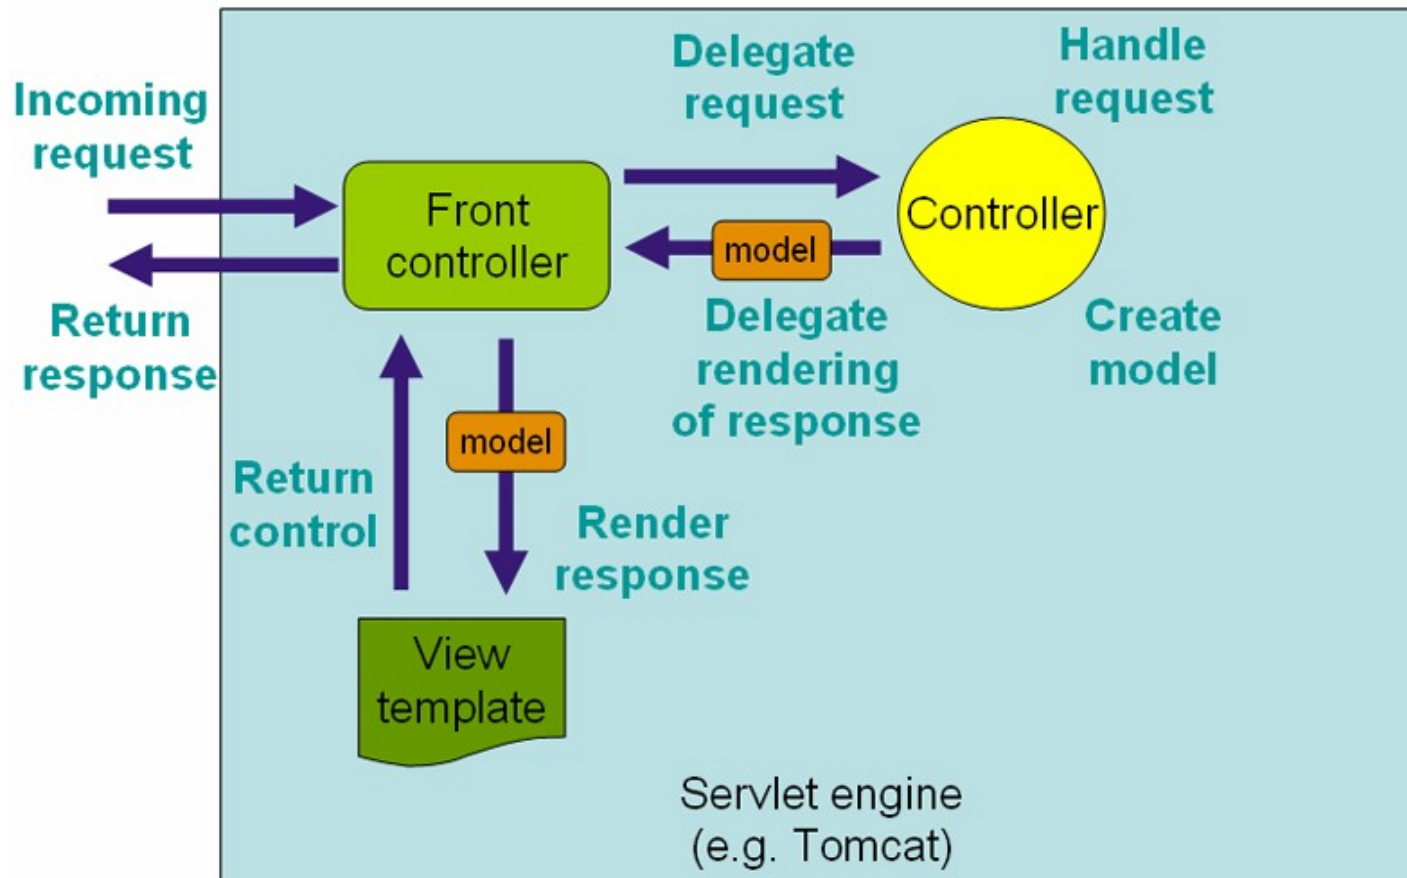 Delegate
request
Handle
request
Incoming
request
Front
controller
Controller
model
Return
response
Delegate
rendering
of response
Create
model
model
Return
control
Render
response
View
template
Servlet engine
(e.g. Tomcat)